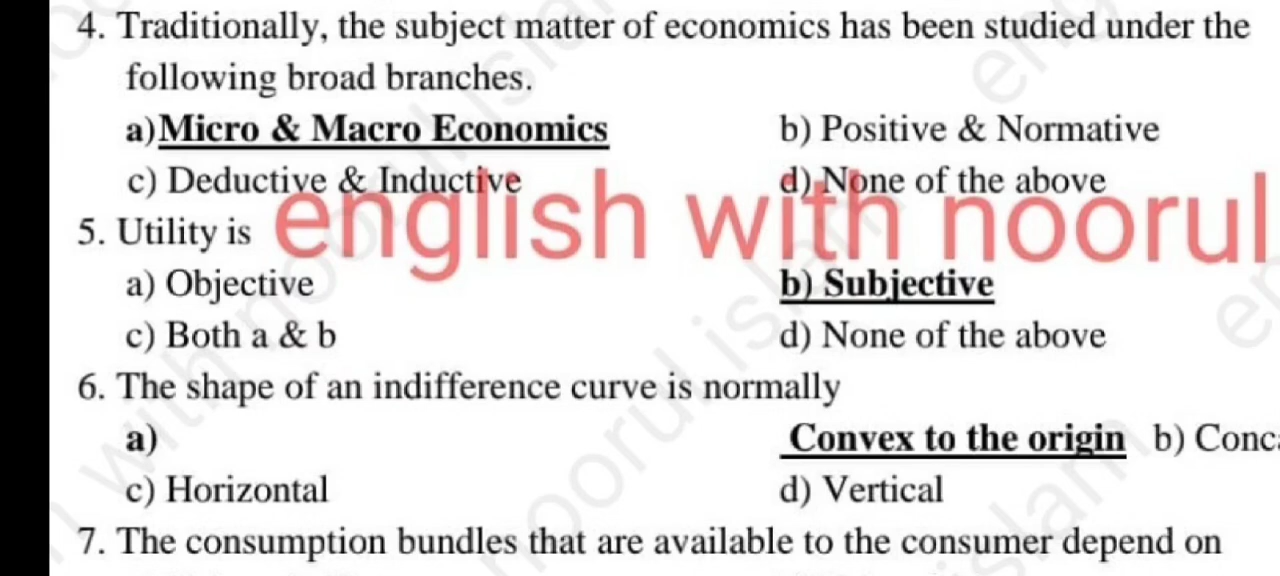 4. Traditionally, the subject matter of economics has been studied under the
following broad branches.
a)Micro & Macro Economics b) Positive & Normative
c) Deductive & Inductive d) None of the above
english with noorul
5. Utility is
a) Objective b) Subjective
c) Both a & b d) None of the above
6. The shape of an indifference curve is normally
a) Convex to the origin b)
c) Horizontal d) Vertical
7. The consumption bundles that are available to the consumer depend on